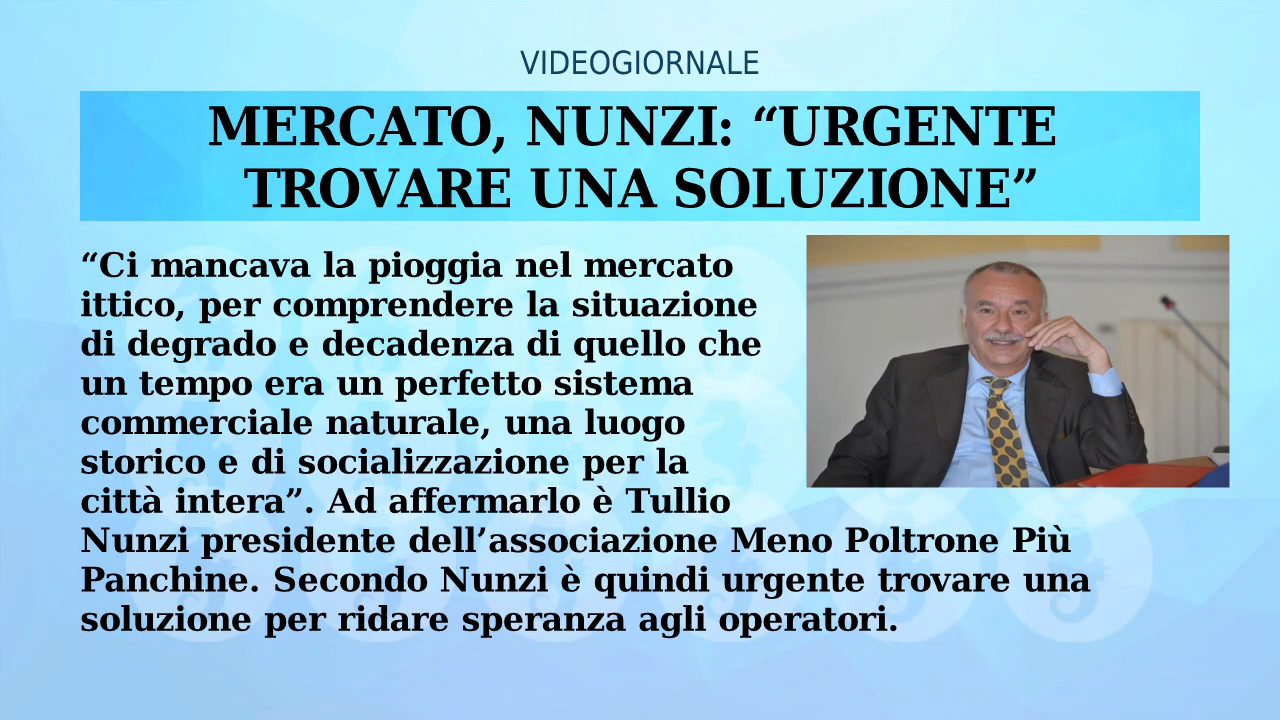 VIDEOGIORNALE
MERCATO, NUNZI: “URGENTE
TROVARE UNA SOLUZIONE”
“Ci mancava la pioggia nel mercato
ittico, per comprendere la situazione
di degrado e decadenza di quello che
un tempo era un perfetto sistema
commerciale naturale, una luogo
storico e di socializzazione per la
città intera”. Ad affermarlo è Tullio
Nunzi presidente dell’associazione Meno Poltrone Più
Panchine. Secondo Nunzi è quindi urgente trovare una
soluzione per ridare speranza agli operatori.